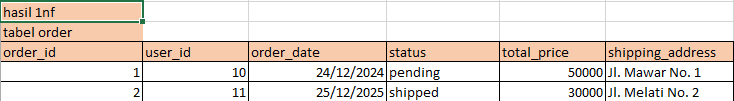 hasil 1nf
tabel order
order_id user_id order_date status total_price shipping_address
1 10 24/12/2024 pending 50000 Jl. Mawar No. 1
2 11 25/12/2025 shipped 30000 Jl. Melati No. 2